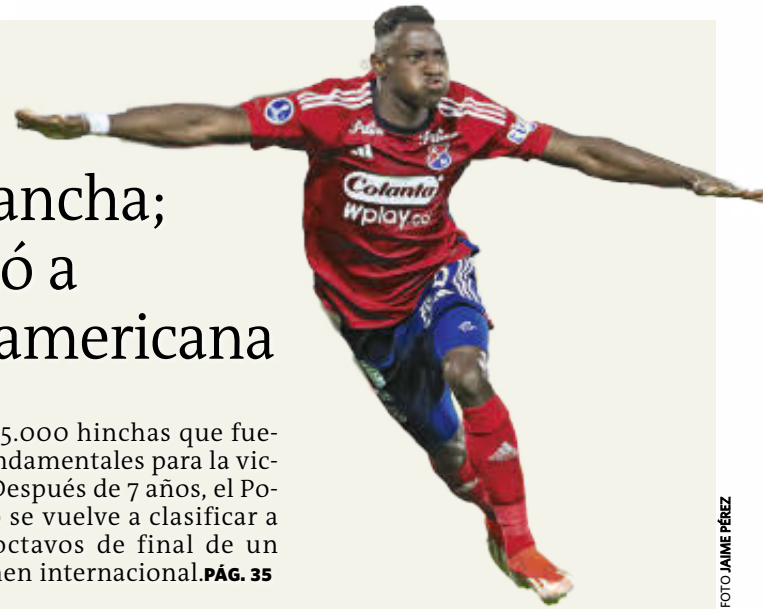 ancha;
ó a
americana
5.000 hinchas que fue-
ndamentales para la vic-
Después de 7 años, el Po-
se vuelve a clasificar a
octavos de final de un
men internacional. PÁG. 35
Colanta
wplay.co
FOTO JAIME PÉREZ